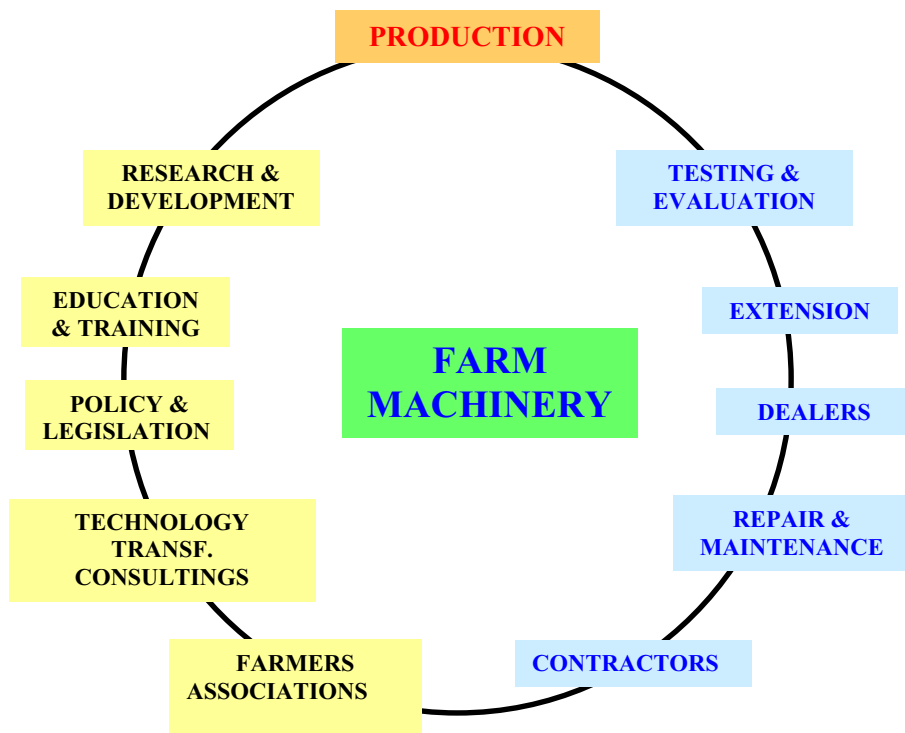 PRODUCTION
RESEARCH &
DEVELOPMENT
TESTING &
EVALUATION
EDUCATION
& TRAINING
EXTENSION
FARM
MACHINERY
POLICY &
LEGISLATION
DEALERS
TECHNOLOGY
TRANSF.
CONSULTINGS
REPAIR &
MAINTENANCE
FARMERS
ASSOCIATIONS
CONTRACTORS